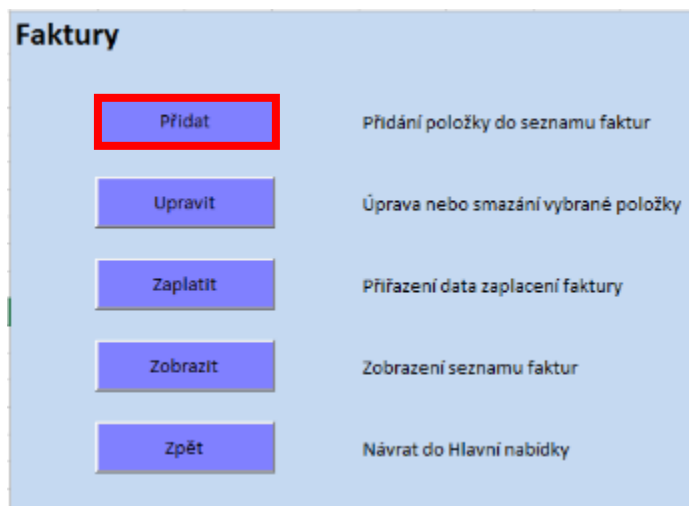 Faktury
Přidat Přidání položky do seznamu faktur
Upravit Úprava nebo smazání vybrané položky
Zaplatit Přiřazení data zaplacení faktury
Zobrazit Zobrazení seznamu faktur
Zpět Návrat do Hlavní nabídky